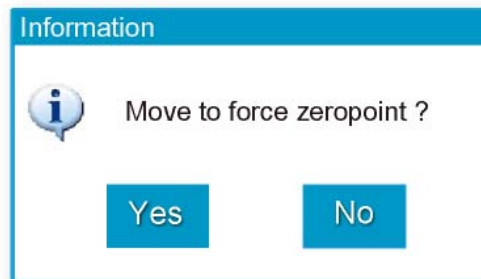 Information
Move to force zeropoint ?
Yes No